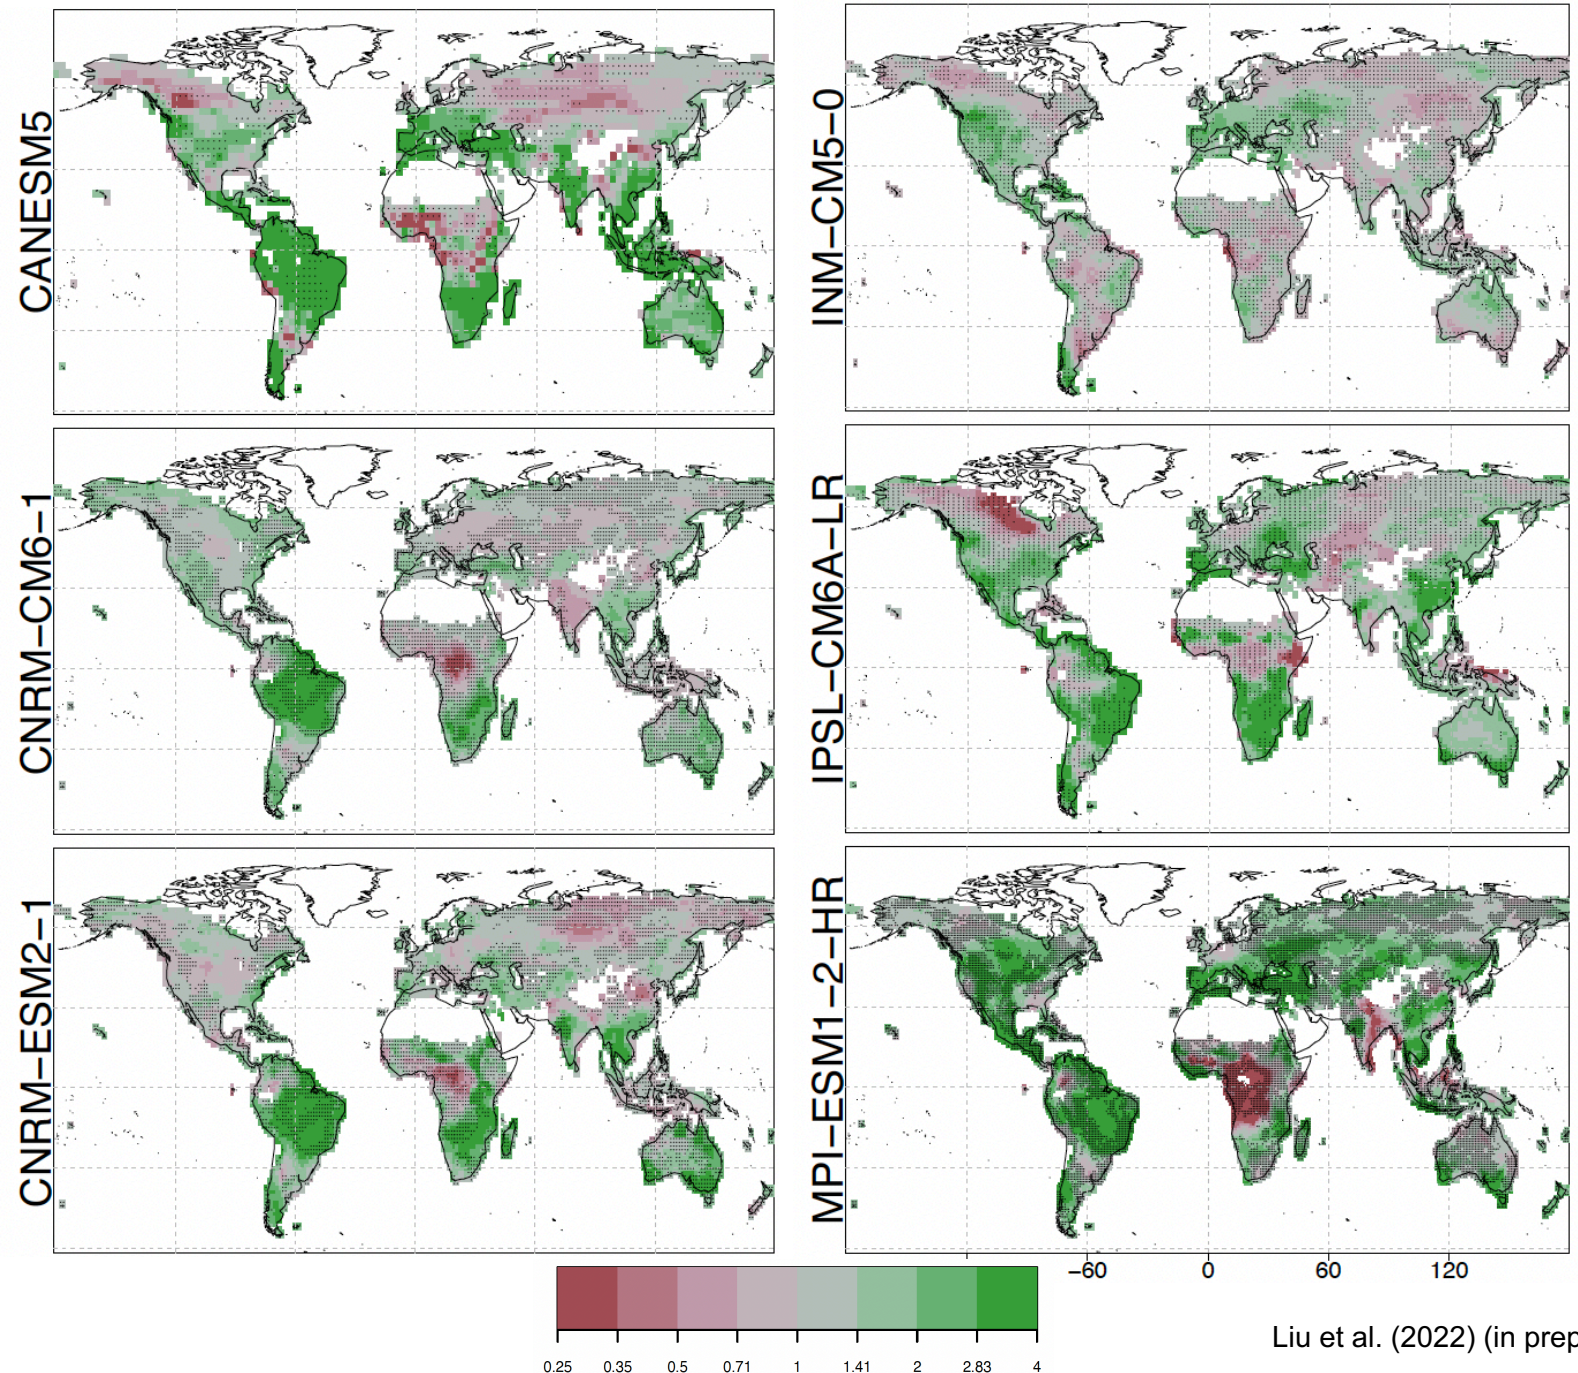 CANESM5
INM−CM5−0
CNRM−CM6−1
IPSL−CM6A−LR
CNRM−ESM2−1
MPI−ESM1−2−HR
−60 0 60 120
0.25 0.35 0.5 0.71 1 1.41 2 2.83 4
Liu et al. (2022) (in prep